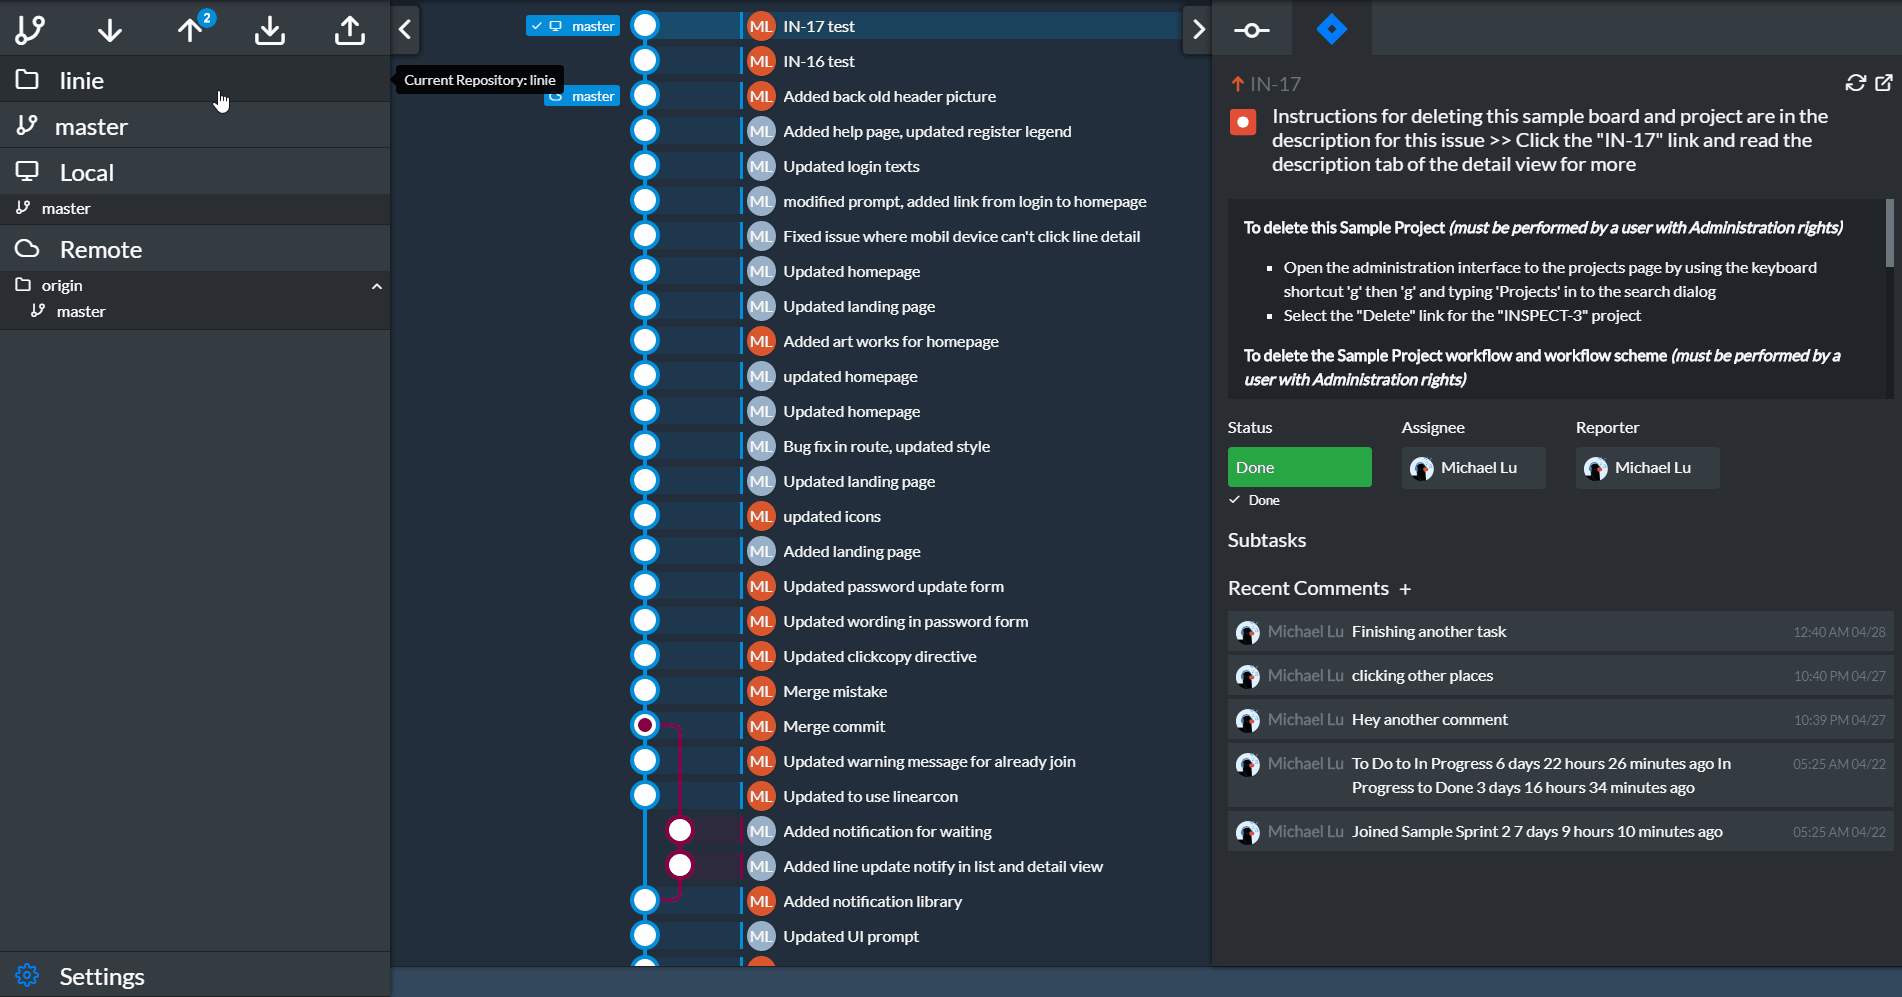 2
linie
master
Local
master
Remote
origin
master
Settings
Current Repository: linie
master
master
ML IN-17 test
ML IN-16 test
ML Added back old header picture
ML Added help page, updated register legend
ML Updated login texts
ML modified prompt, added link from login to homepage
ML Fixed issue where mobil device can't click line detail
ML Updated homepage
ML Updated landing page
ML Added art works for homepage
ML updated homepage
ML Updated homepage
ML Bug fix in route, updated style
ML Updated landing page
ML updated icons
ML Added landing page
ML Updated password update form
ML Updated wording in password form
ML Updated clickcopy directive
ML Merge mistake
ML Merge commit
ML Updated warning message for already join
ML Updated to use linearcon
ML Added notification for waiting
ML Added line update notify in list and detail view
ML Added notification library
ML Updated UI prompt
IN-17
Instructions for deleting this sample board and project are in the
description for this issue >> Click the "IN-17" link and read the
description tab of the detail view for more
To delete this Sample Project (must be performed by a user with Administration rights)
Open the administration interface to the projects page by using the keyboard
shortcut 'g' then 'g' and typing 'Projects' in to the search dialog
Select the "Delete" link for the "INSPECT-3" project
To delete the Sample Project workflow and workflow scheme (must be performed by a
user with Administration rights)
Status Assignee Reporter
Done Michael Lu Michael Lu
Done
Subtasks
Recent Comments +
Michael Lu Finishing another task 12:40 AM 04/28
Michael Lu clicking other places 10:40 PM 04/27
Michael Lu Hey another comment 10:39 PM 04/27
Michael Lu To Do to In Progress 6 days 22 hours 26 minutes ago In 05:25 AM 04/22
Progress to Done 3 days 16 hours 34 minutes ago
Michael Lu Joined Sample Sprint 2 7 days 9 hours 10 minutes ago 05:25 AM 04/22